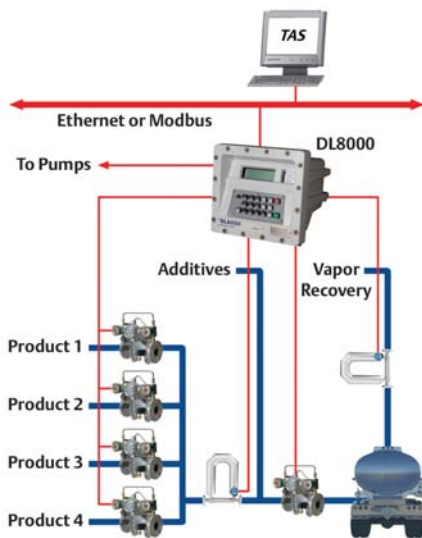 TAS
Ethernet or Modbus
DL8000
To Pumps
Additives
Vapor
Recovery
Product 1
Product 2
Product 3
Product 4